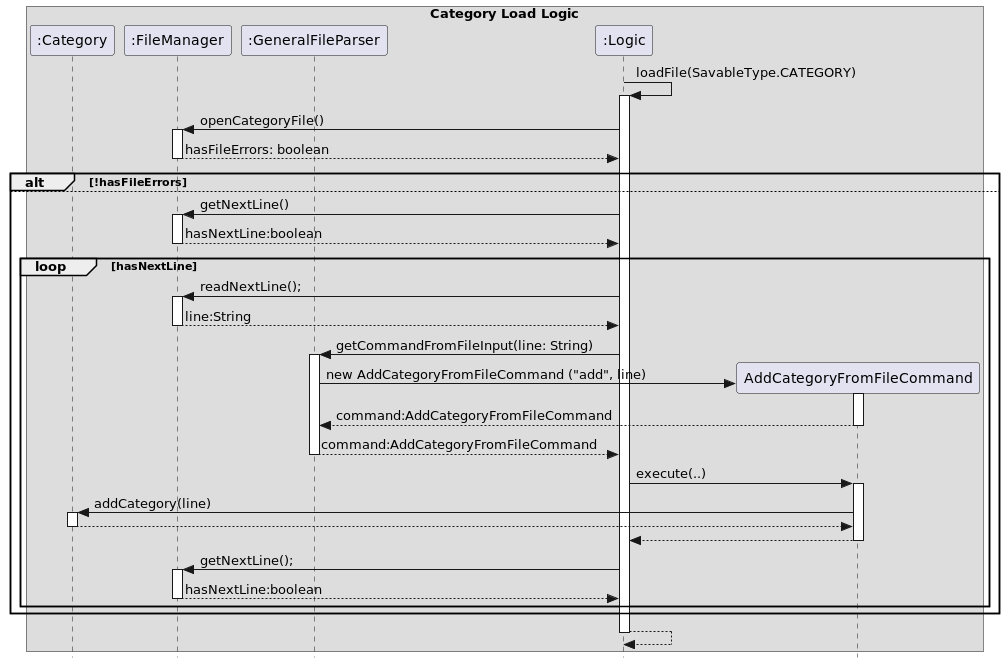 Category Load Logic
:Category
:FileManager
:GeneralFileParser
:Logic
loadFile(SavableType.CATEGORY)
openCategoryFile()
hasFileErrors: boolean
alt
[!hasFileErrors]
getNextLine()
hasNextLine:boolean
loop
[hasNextLine]
readNextLine();
line:String
getCommandFromFileInput(line: String)
new AddCategoryFromFileCommand ("add", line)
AddCategoryFromFileCommand
command:AddCategoryFromFileCommand
command:AddCategoryFromFileCommand
execute(..)
addCategory(line)
getNextLine();
hasNextLine:boolean